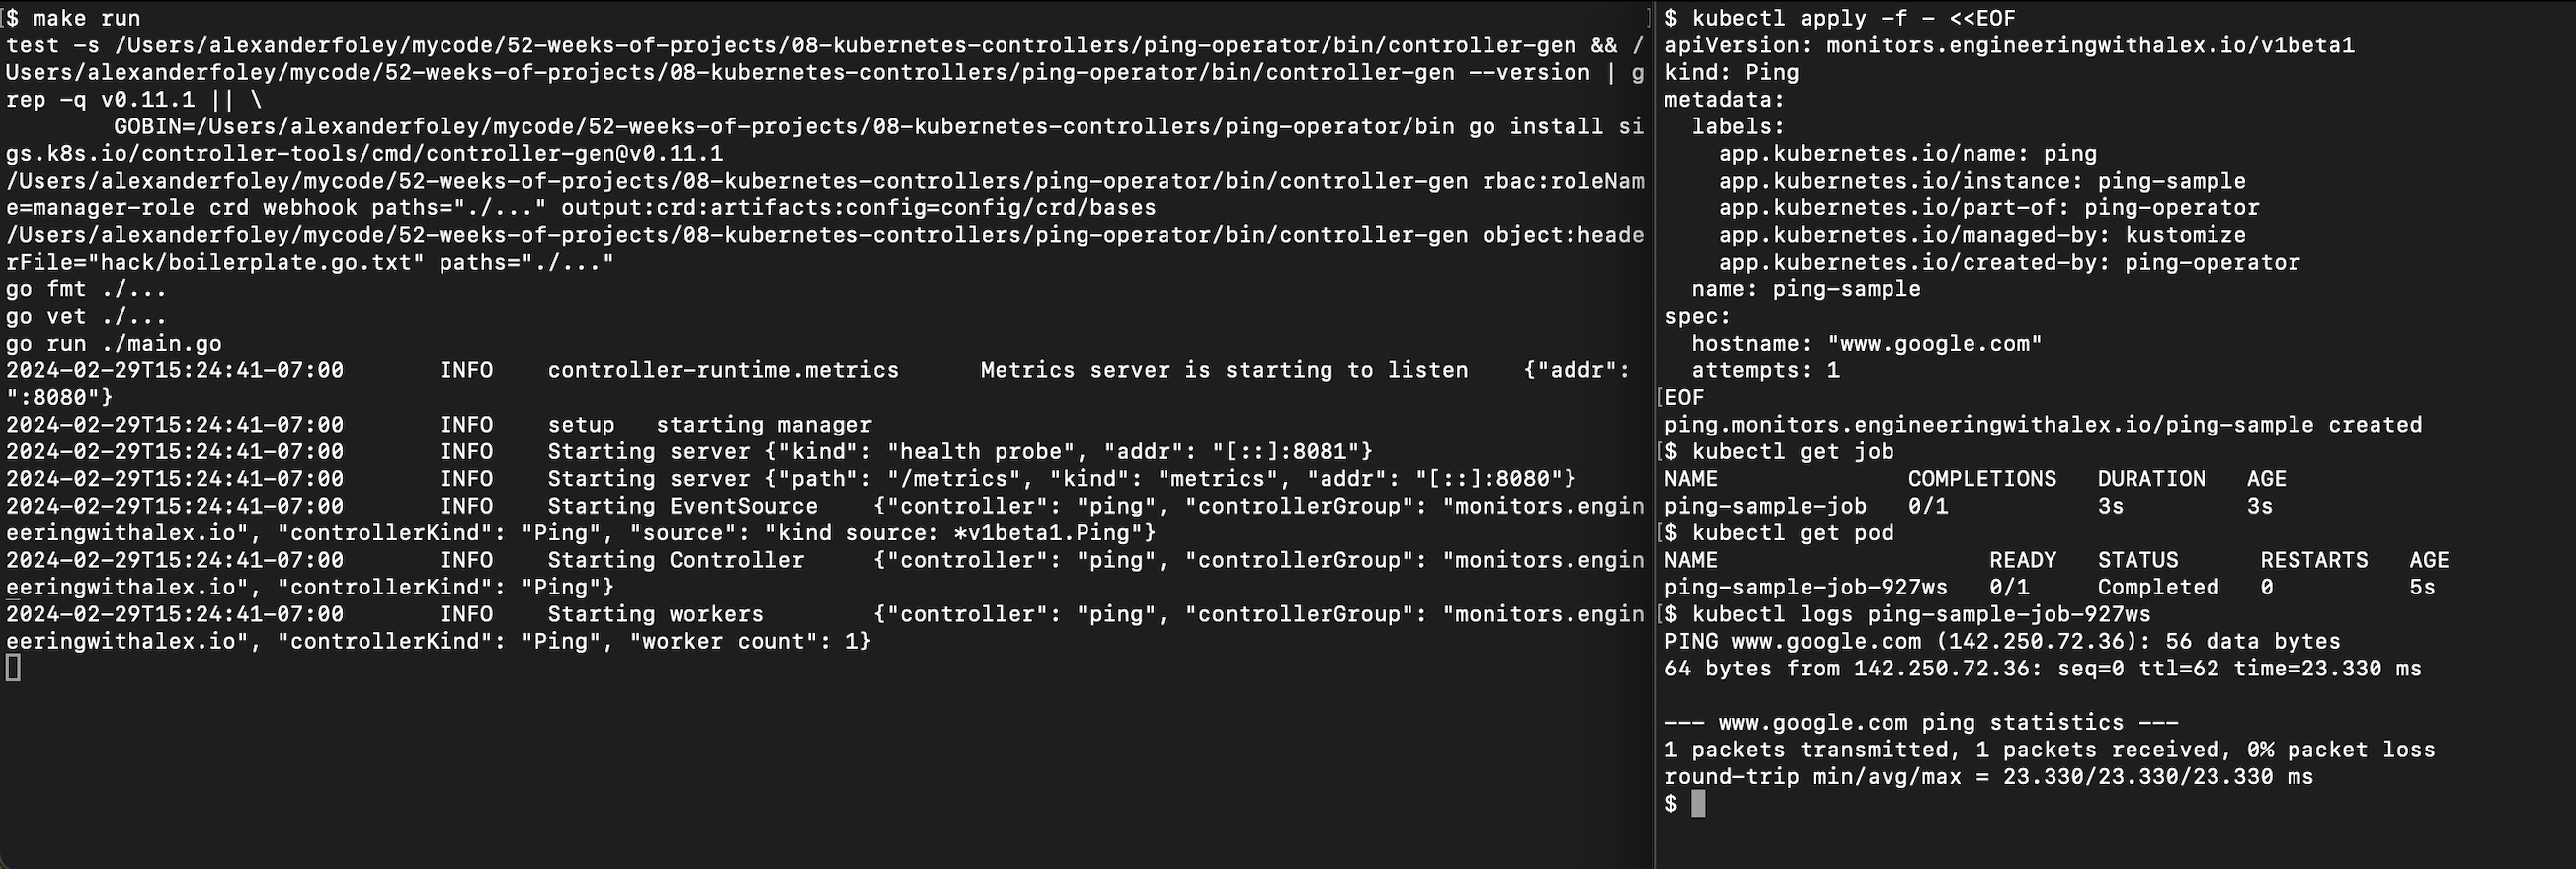 $ make run
test -s /Users/alexanderfoley/mycode/52-weeks-of-projects/08-kubernetes-controllers/ping-operator/bin/controller-gen && /
Users/alexanderfoley/mycode/52-weeks-of-projects/08-kubernetes-controllers/ping-operator/bin/controller-gen --version | g
rep -q v0.11.1 || \
        GOBIN=/Users/alexanderfoley/mycode/52-weeks-of-projects/08-kubernetes-controllers/ping-operator/bin go install si
gs.k8s.io/controller-tools/cmd/controller-gen@v0.11.1
/Users/alexanderfoley/mycode/52-weeks-of-projects/08-kubernetes-controllers/ping-operator/bin/controller-gen rbac:roleNam
e=manager-role crd webhook paths="./..." output:crd:artifacts:config=config/crd/bases
/Users/alexanderfoley/mycode/52-weeks-of-projects/08-kubernetes-controllers/ping-operator/bin/controller-gen object:heade
rFile="hack/boilerplate.go.txt" paths="./..."
go fmt ./...
go vet ./...
go run ./main.go
2024-02-29T15:24:41-07:00       INFO    controller-runtime.metrics      Metrics server is starting to listen    {"addr":
":8080"}
2024-02-29T15:24:41-07:00       INFO    setup   starting manager
2024-02-29T15:24:41-07:00       INFO    Starting server {"kind": "health probe", "addr": "[::]:8081"}
2024-02-29T15:24:41-07:00       INFO    Starting server {"path": "/metrics", "kind": "metrics", "addr": "[::]:8080"}
2024-02-29T15:24:41-07:00       INFO    Starting EventSource    {"controller": "ping", "controllerGroup": "monitors.engin
eeringwithalex.io", "controllerKind": "Ping", "source": "kind source: *v1beta1.Ping"}
2024-02-29T15:24:41-07:00       INFO    Starting Controller     {"controller": "ping", "controllerGroup": "monitors.engin
eeringwithalex.io", "controllerKind": "Ping"}
2024-02-29T15:24:41-07:00       INFO    Starting workers        {"controller": "ping", "controllerGroup": "monitors.engin
eeringwithalex.io", "controllerKind": "Ping", "worker count": 1}
$ kubectl apply -f - <<EOF
apiVersion: monitors.engineeringwithalex.io/v1beta1
kind: Ping
metadata:
  labels:
    app.kubernetes.io/name: ping
    app.kubernetes.io/instance: ping-sample
    app.kubernetes.io/part-of: ping-operator
    app.kubernetes.io/managed-by: kustomize
    app.kubernetes.io/created-by: ping-operator
  name: ping-sample
spec:
  hostname: "www.google.com"
  attempts: 1
EOF
ping.monitors.engineeringwithalex.io/ping-sample created
$ kubectl get job
NAME              COMPLETIONS   DURATION   AGE
ping-sample-job   0/1           3s         3s
$ kubectl get pod
NAME                    READY   STATUS      RESTARTS   AGE
ping-sample-job-927ws   0/1     Completed   0          5s
$ kubectl logs ping-sample-job-927ws
PING www.google.com (142.250.72.36): 56 data bytes
64 bytes from 142.250.72.36: seq=0 ttl=62 time=23.330 ms
--- www.google.com ping statistics ---
1 packets transmitted, 1 packets received, 0% packet loss
round-trip min/avg/max = 23.330/23.330/23.330 ms
$